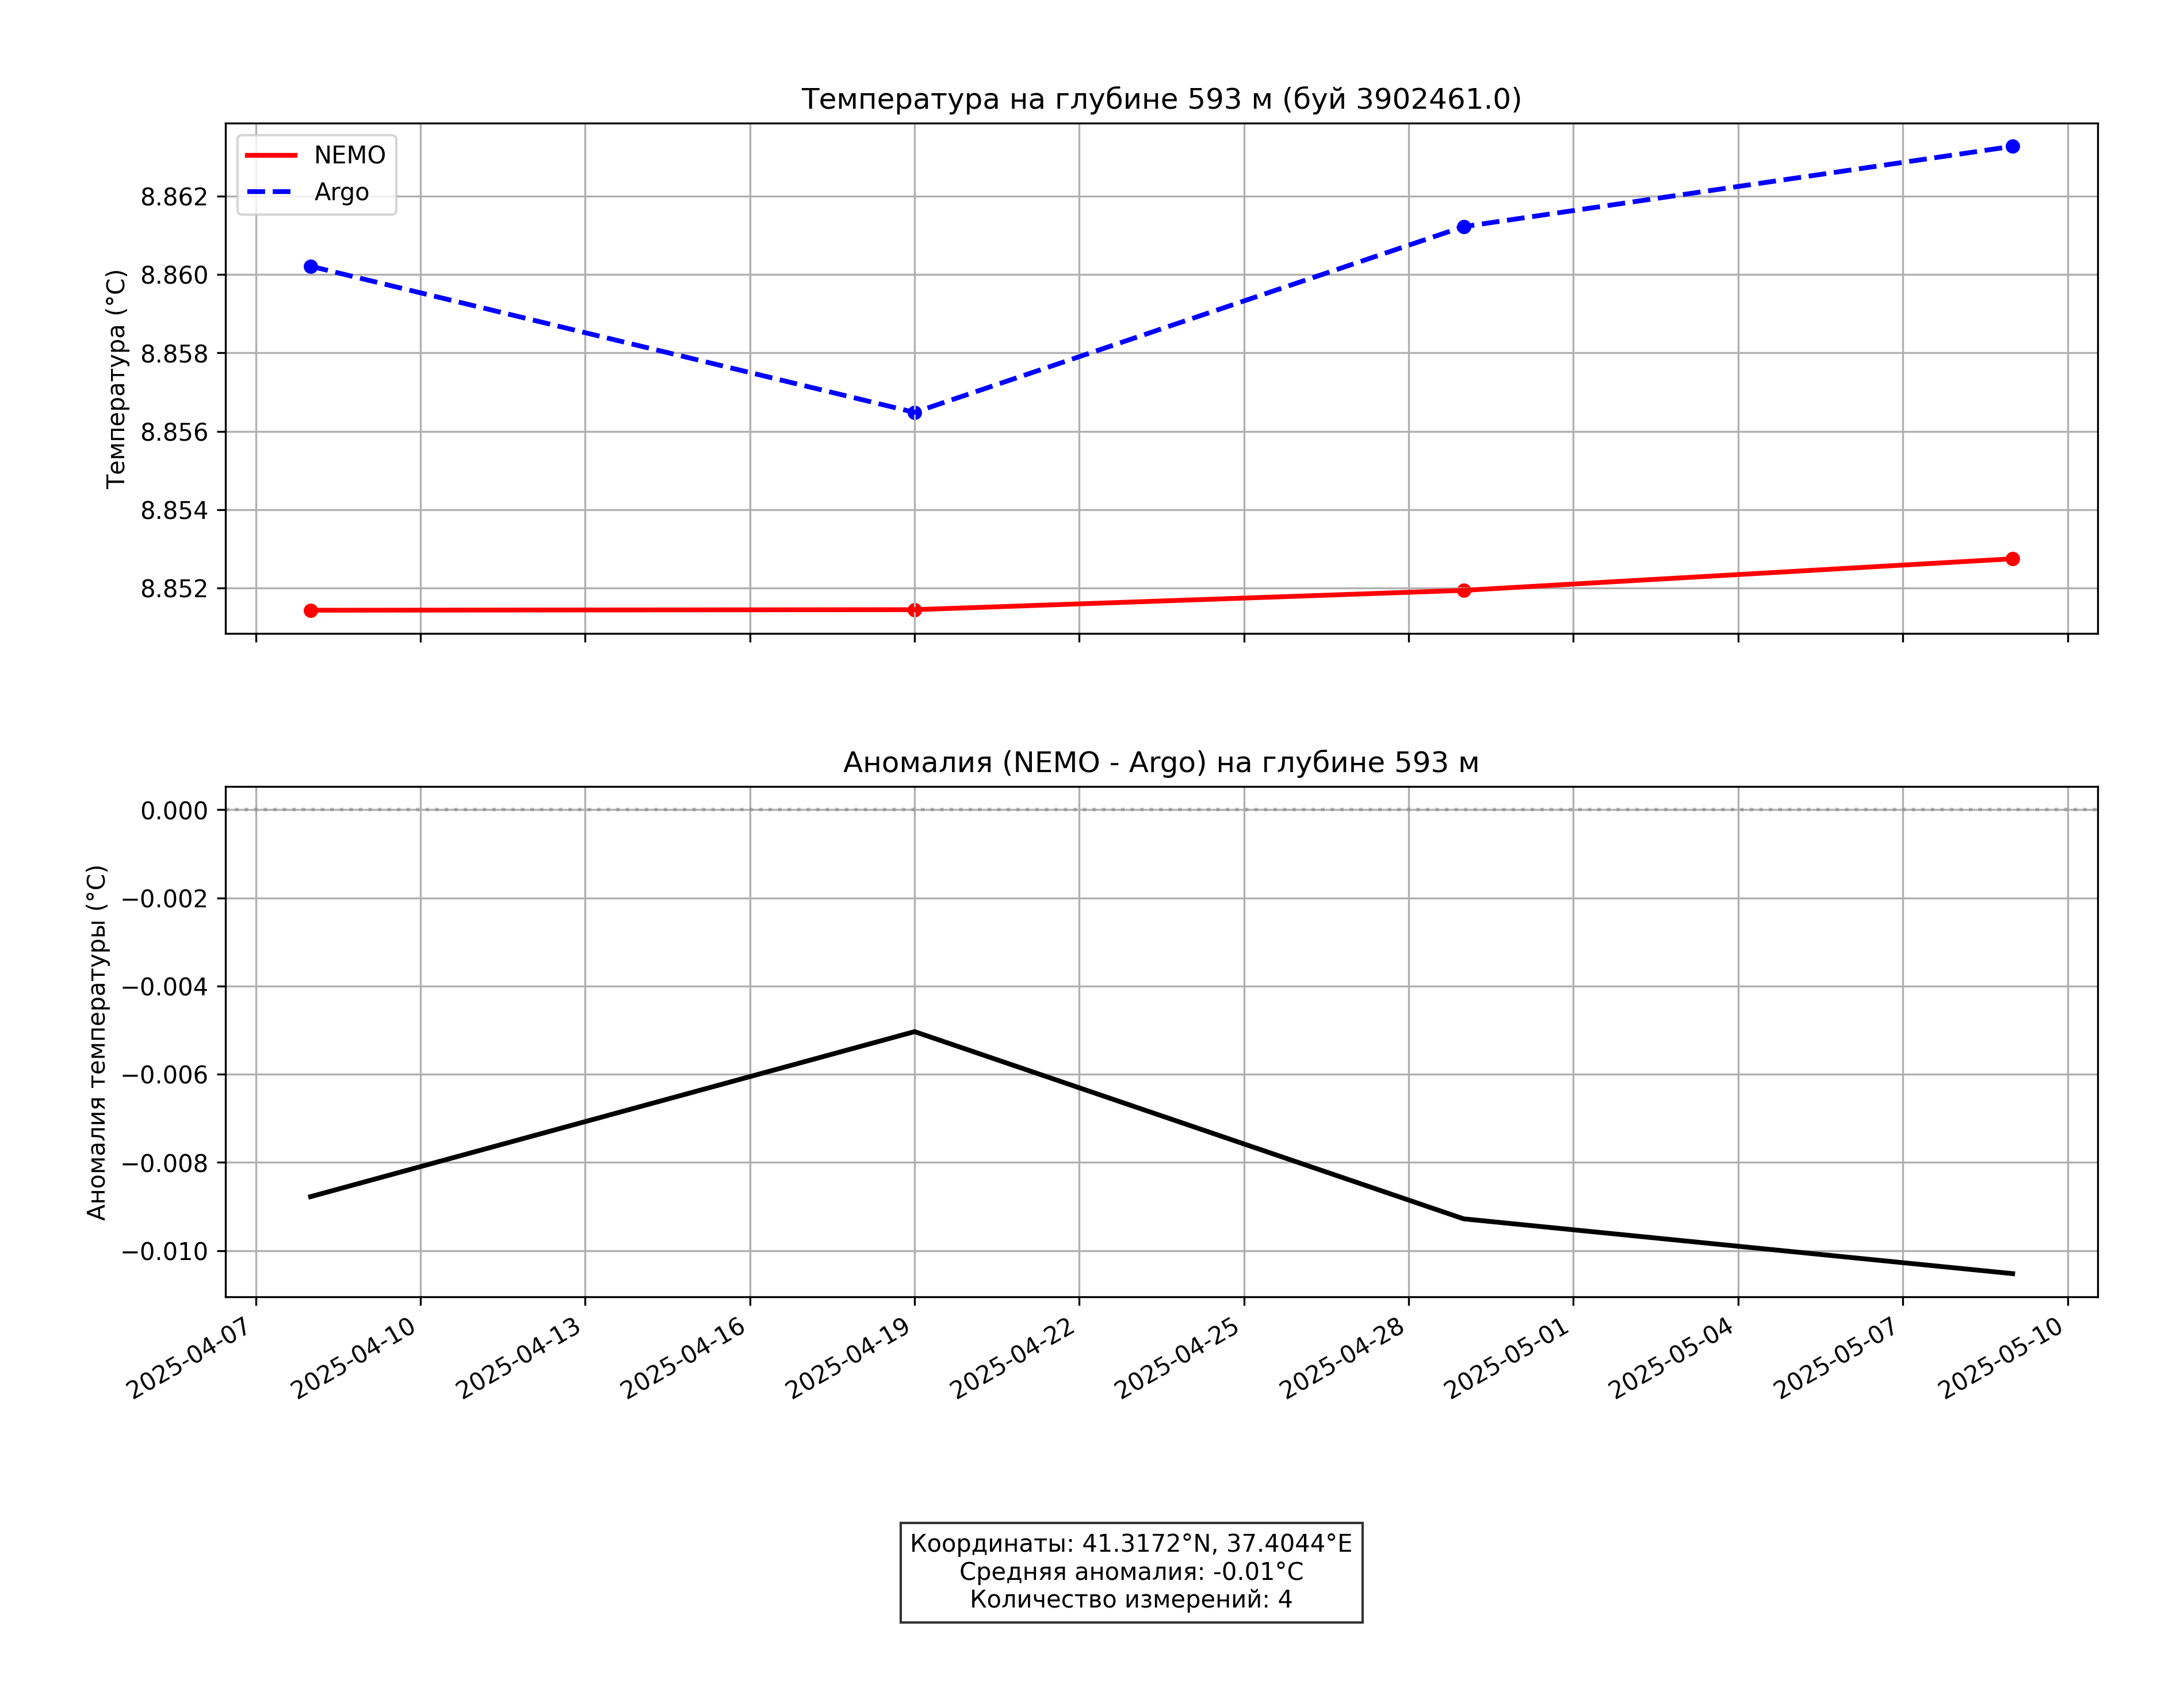 Температура на глубине 593 м (буй 3902461.0)
NEMO
Argo
Температура (°C)
8.862
8.860
8.858
8.856
8.854
8.852
Аномалия (NEMO - Argo) на глубине 593 м
Аномалия температуры (°C)
0.000
−0.002
−0.004
−0.006
−0.008
−0.010
2025-04-07
2025-04-10
2025-04-13
2025-04-16
2025-04-19
2025-04-22
2025-04-25
2025-04-28
2025-05-01
2025-05-04
2025-05-07
2025-05-10
Координаты: 41.3172°N, 37.4044°E
Средняя аномалия: -0.01°C
Количество измерений: 4